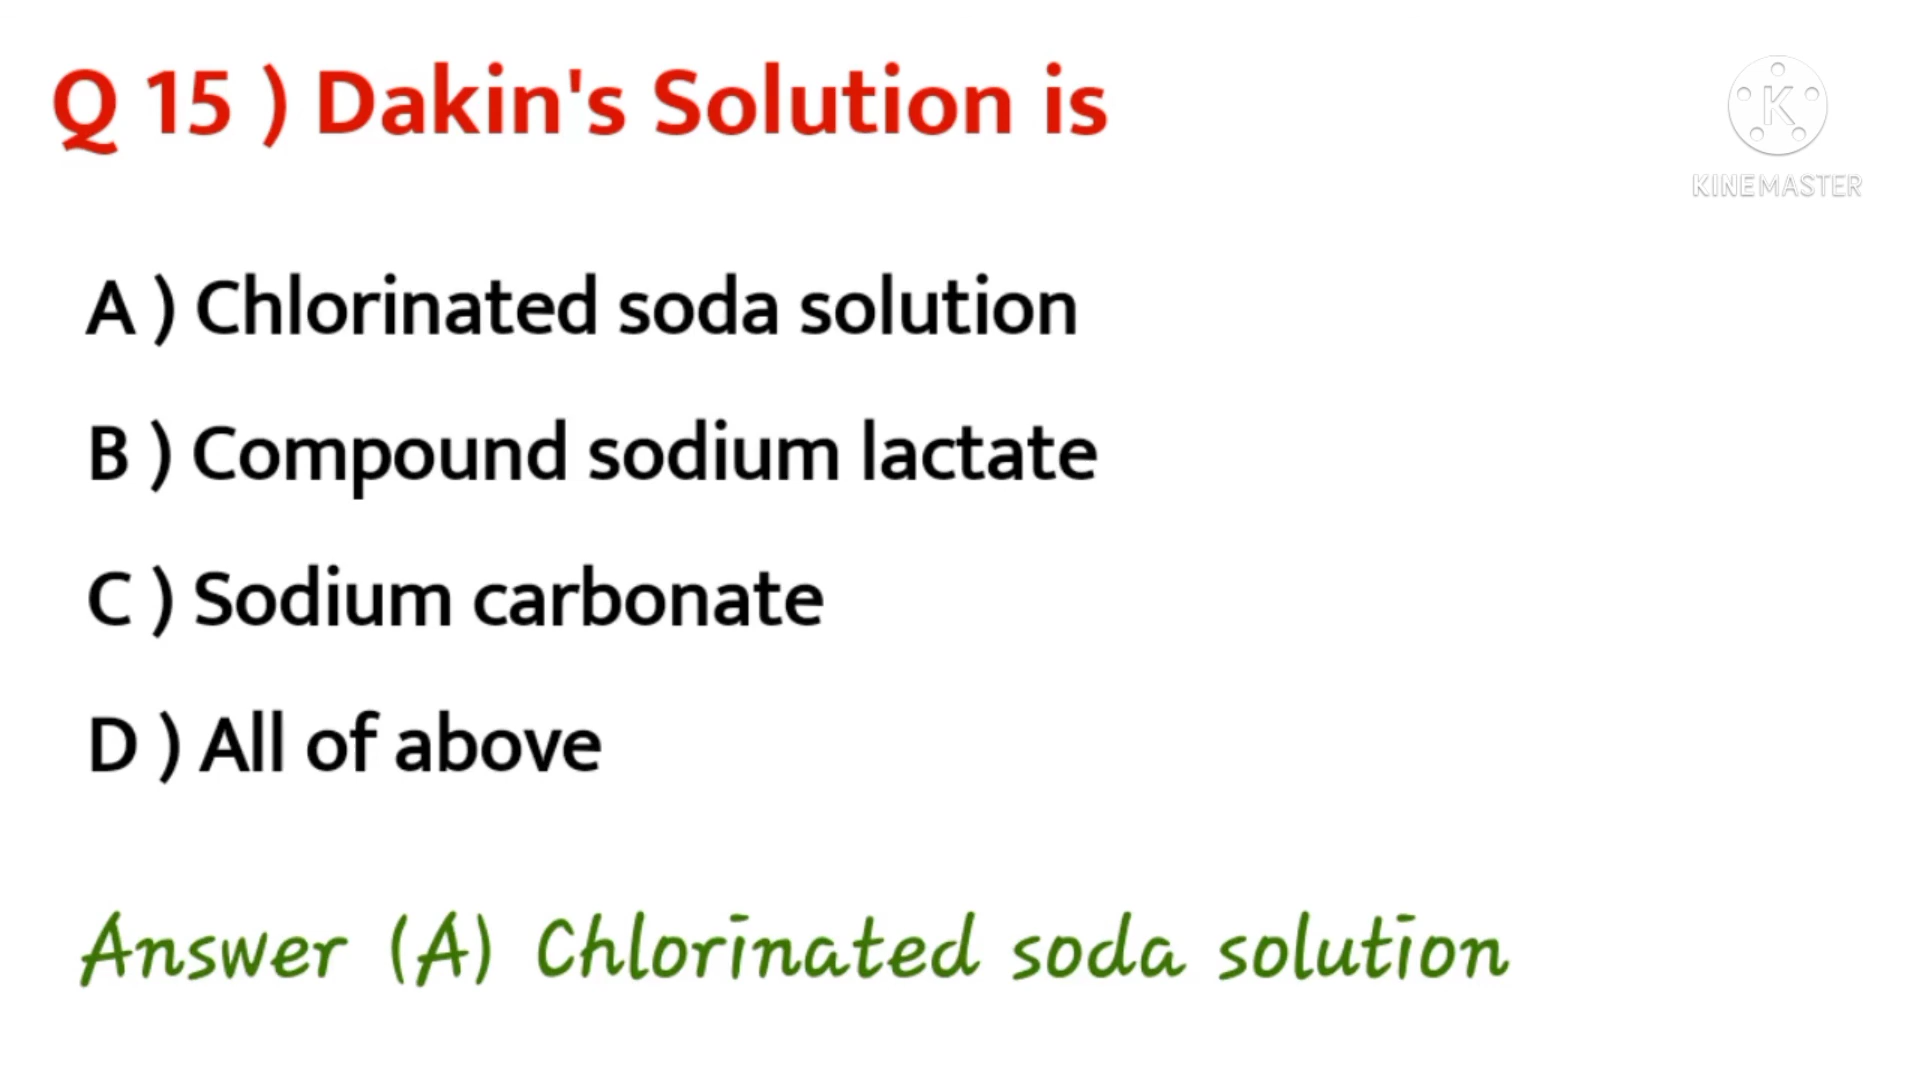 Q 15 ) Dakin's Solution is
KINEMASTER
A ) Chlorinated soda solution
B ) Compound sodium lactate
C ) Sodium carbonate
D ) All of above
Answer (A) Chlorinated soda solution